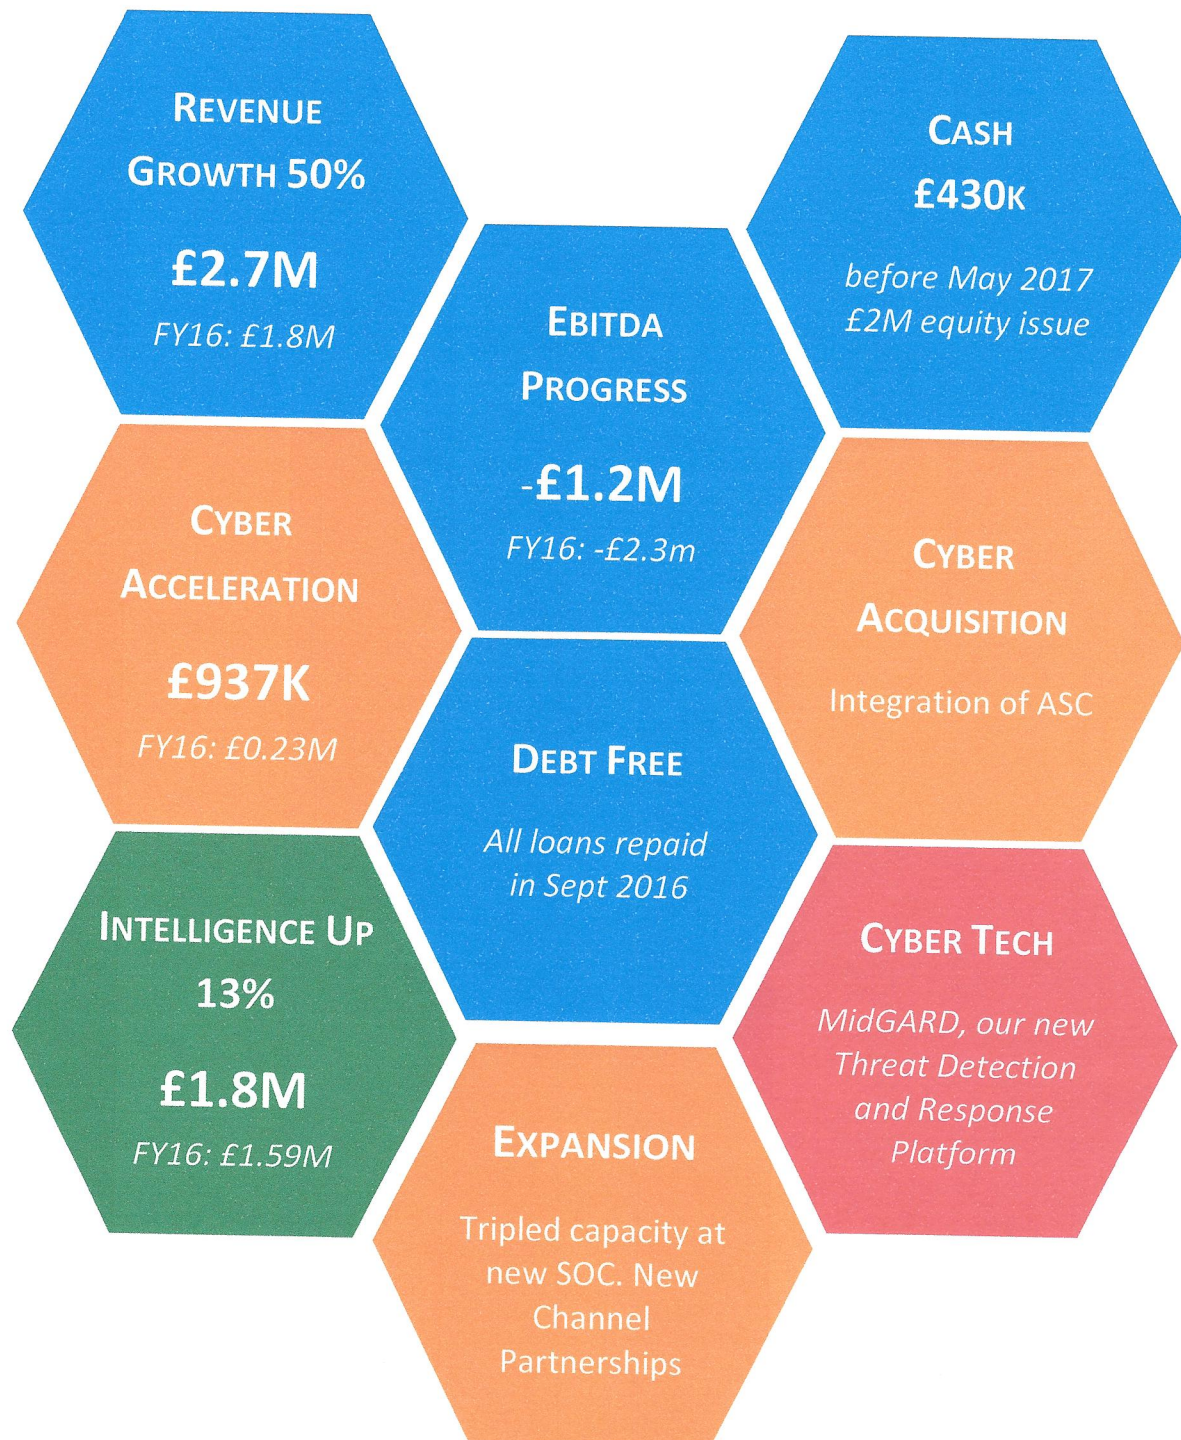 REVENUE
GROWTH 50%
£2.7M
FY16: £1.8M
CASH
£430K
before May 2017
£2M equity issue
EBITDA
PROGRESS
-£1.2M
FY16: -£2.3m
CYBER
ACCELERATION
£937K
FY16: £0.23M
CYBER
ACQUISITION
Integration of ASC
DEBT FREE
All loans repaid
in Sept 2016
INTELLIGENCE UP
13%
£1.8M
FY16: £1.59M
CYBER TECH
MidGARD, our new
Threat Detection
and Response
Platform
EXPANSION
Tripled capacity at
new SOC. New
Channel
Partnerships